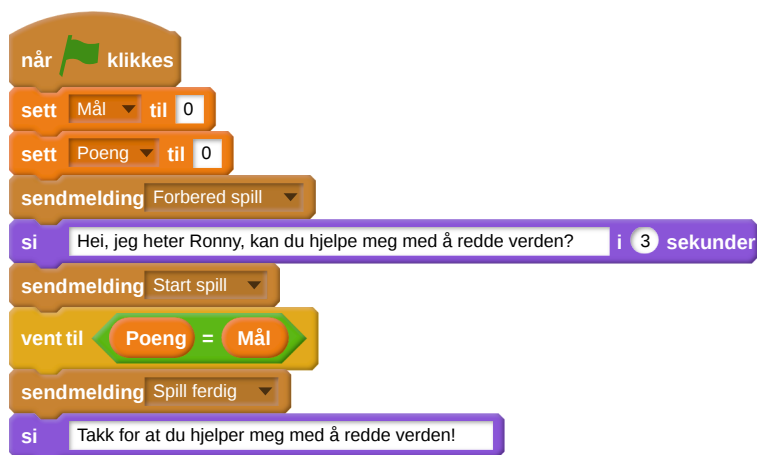 når klikkes
sett Mål til 0
sett Poeng til 0
sendmelding Forbered spill
si Hei, jeg heter Ronny, kan du hjelpe meg med å redde verden? i 3 sekunder
sendmelding Start spill
vent til Poeng = Mål
sendmelding Spill ferdig
si Takk for at du hjelper meg med å redde verden!